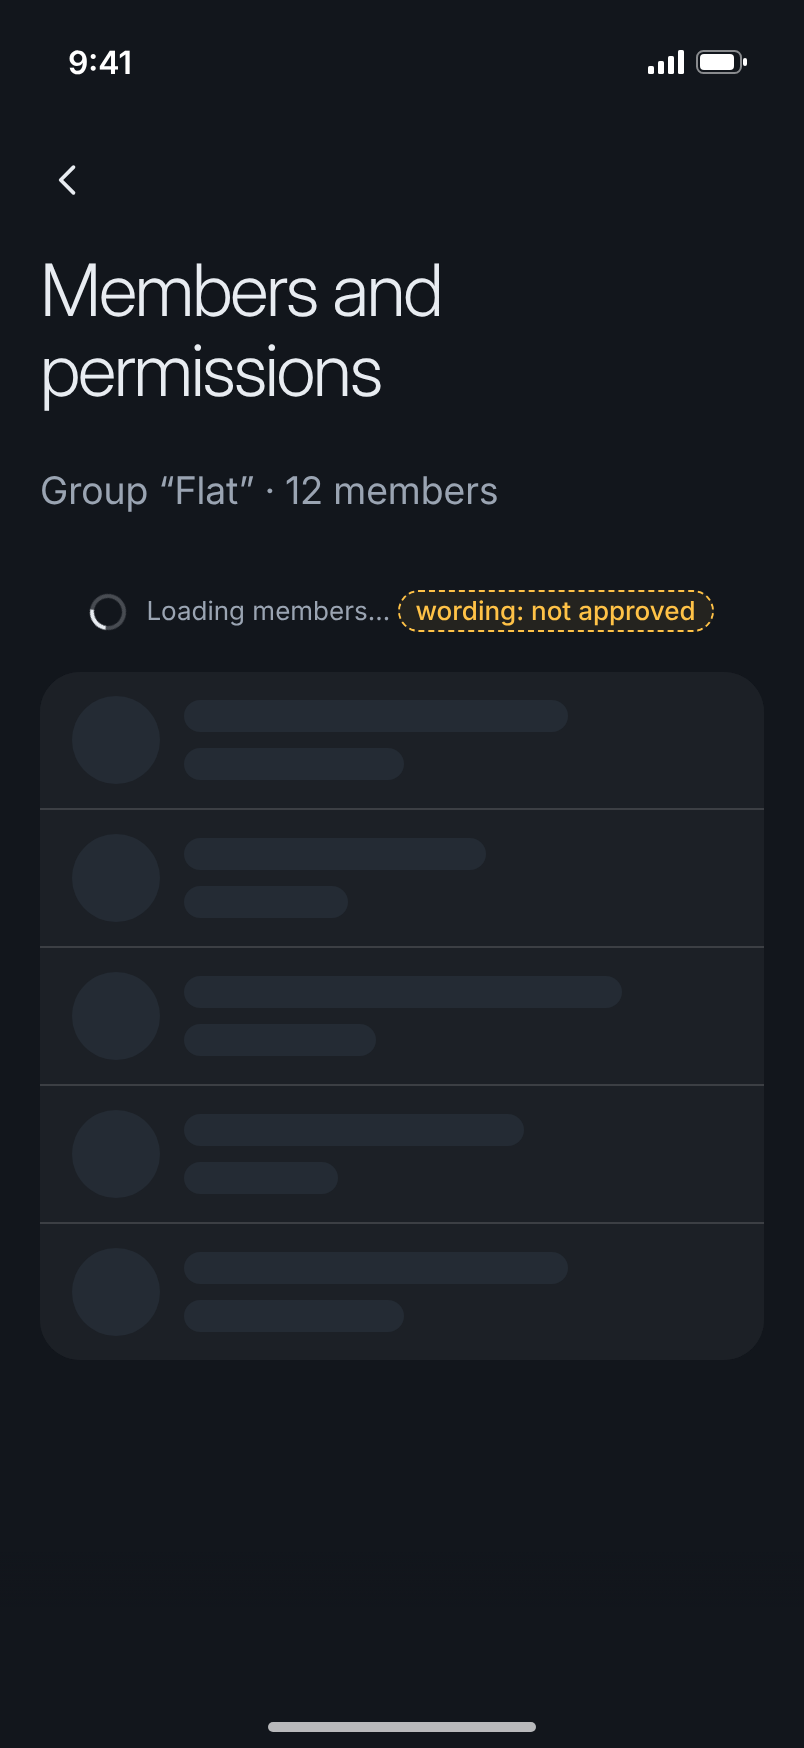 9:41
Members and
permissions
Group “Flat” · 12 members
Loading members... wording: not approved